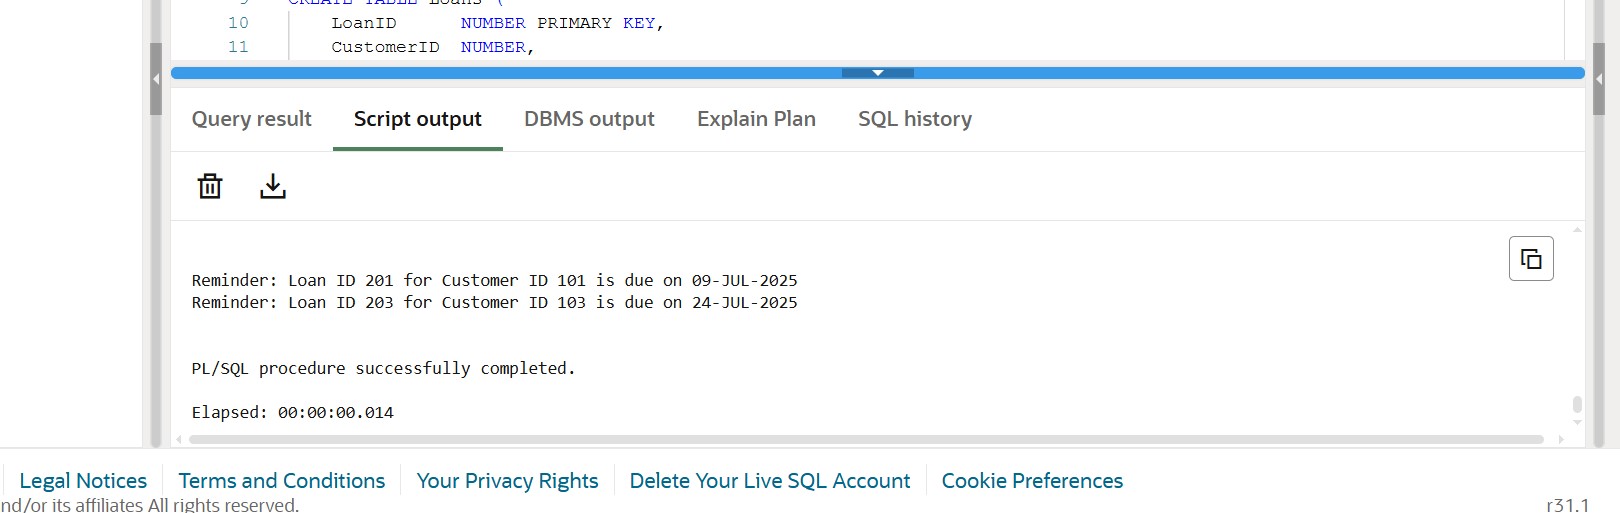 9 CREATE TABLE Loans (
10 LoanID NUMBER PRIMARY KEY,
11 CustomerID NUMBER,
Query result Script output DBMS output Explain Plan SQL history
Reminder: Loan ID 201 for Customer ID 101 is due on 09-JUL-2025
Reminder: Loan ID 203 for Customer ID 103 is due on 24-JUL-2025
PL/SQL procedure successfully completed.
Elapsed: 00:00:00.014
Legal Notices Terms and Conditions Your Privacy Rights Delete Your Live SQL Account Cookie Preferences
nd/or its affiliates All rights reserved. r31.1